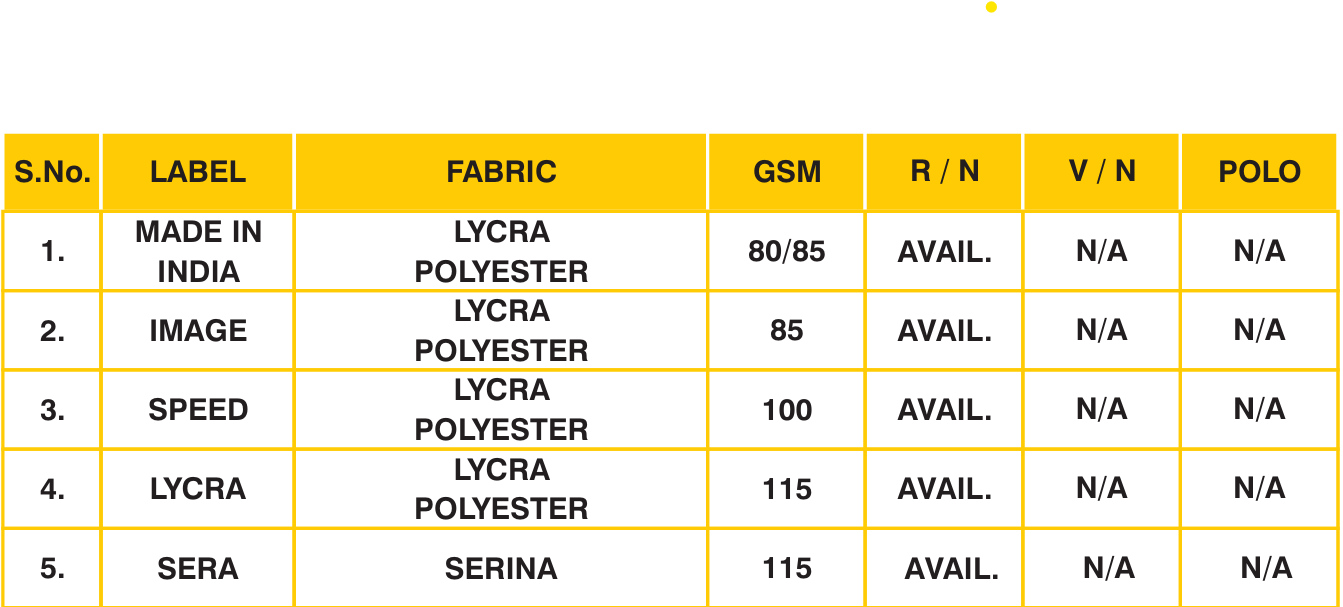 S.No. LABEL FABRIC GSM R / N V / N POLO
1. MADE IN INDIA LYCRA POLYESTER 80/85 AVAIL. N/A N/A
2. IMAGE LYCRA POLYESTER 85 AVAIL. N/A N/A
3. SPEED LYCRA POLYESTER 100 AVAIL. N/A N/A
4. LYCRA LYCRA POLYESTER 115 AVAIL. N/A N/A
5. SERA SERINA 115 AVAIL. N/A N/A